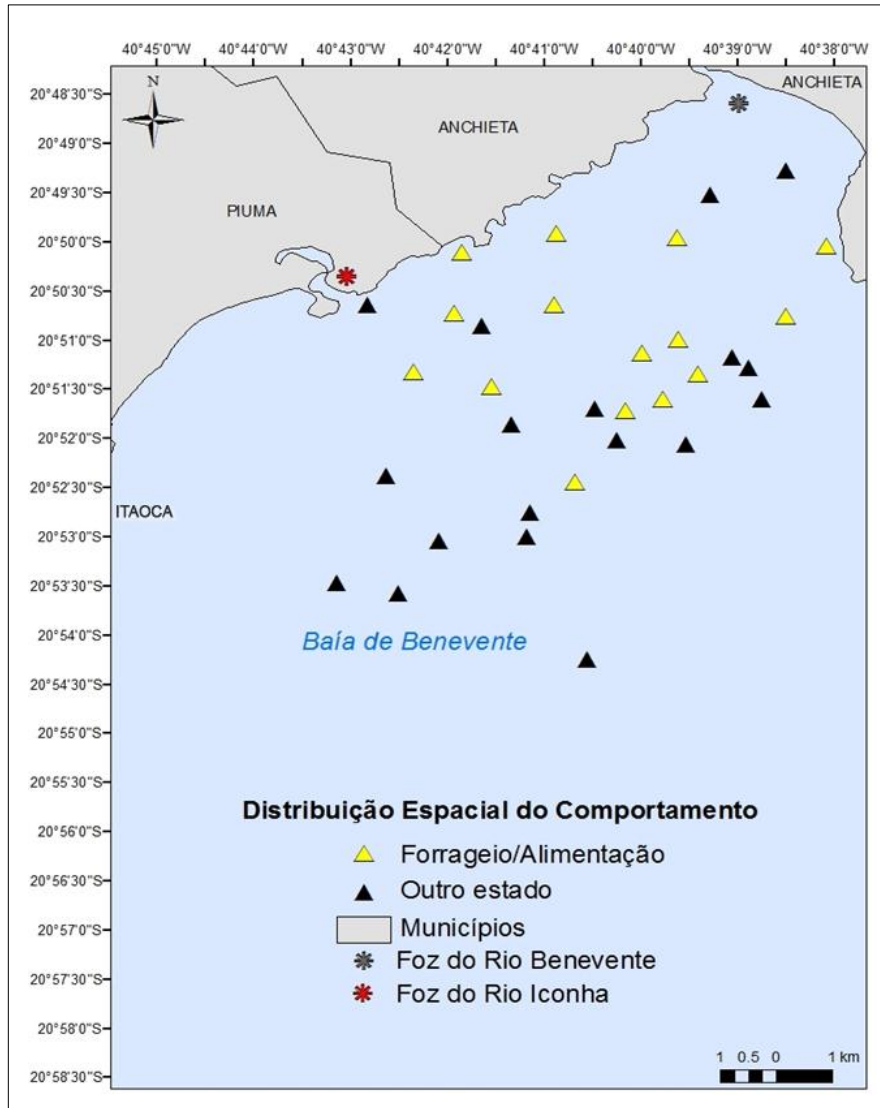 40°45'0"W 40°44'0"W 40°43'0"W 40°42'0"W 40°41'0"W 40°40'0"W 40°39'0"W 40°38'0"W
N
ANCHIETA
ANCHIETA
PIUMA
ITAOCA
20°48'30"S
20°49'0"S
20°49'30"S
20°50'0"S
20°50'30"S
20°51'0"S
20°51'30"S
20°52'0"S
20°52'30"S
20°53'0"S
20°53'30"S
20°54'0"S
20°54'30"S
20°55'0"S
20°55'30"S
20°56'0"S
20°56'30"S
20°57'0"S
20°57'30"S
20°58'0"S
20°58'30"S
Baía de Benevente
Distribuição Espacial do Comportamento
Forrageio/Alimentação
Outro estado
Municípios
Foz do Rio Benevente
Foz do Rio Iconha
1 0.5 0 1 km